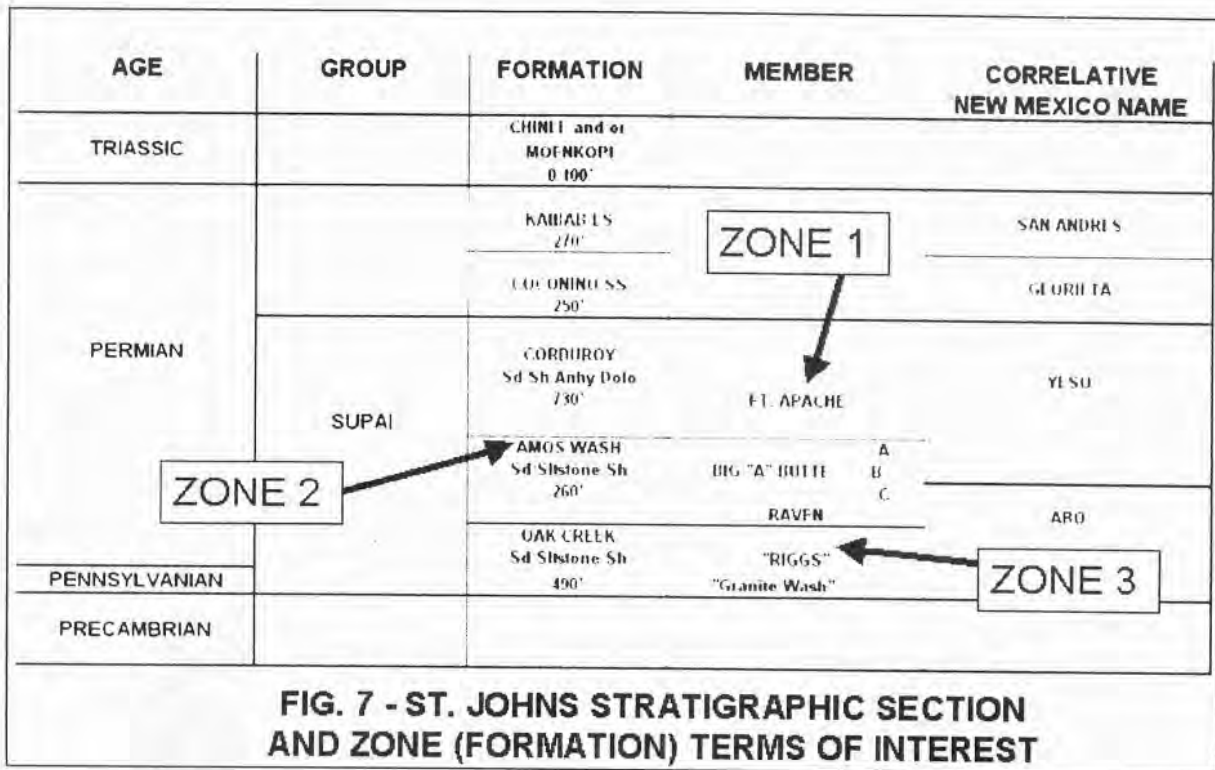 AGE GROUP FORMATION MEMBER CORRELATIVE
NEW MEXICO NAME
TRIASSIC
CHINLE and or
MOENKOPI
0 100'
KAIBAB LS
270'
SAN ANDRES
ZONE 1
COCONINO SS
250'
GLORIETA
PERMIAN
SUPAI
CORDUROY
Sd Sh Anhy Dolo
730'
FT. APACHE
YESO
ZONE 2
AMOS WASH
Sd Sltstone Sh
260'
BIG "A" BUTTE
A
B
C
RAVEN
ABO
OAK CREEK
Sd Sltstone Sh
490'
"RIGGS"
"Granite Wash"
ZONE 3
PENNSYLVANIAN
PRECAMBRIAN
FIG. 7 - ST. JOHNS STRATIGRAPHIC SECTION
AND ZONE (FORMATION) TERMS OF INTEREST